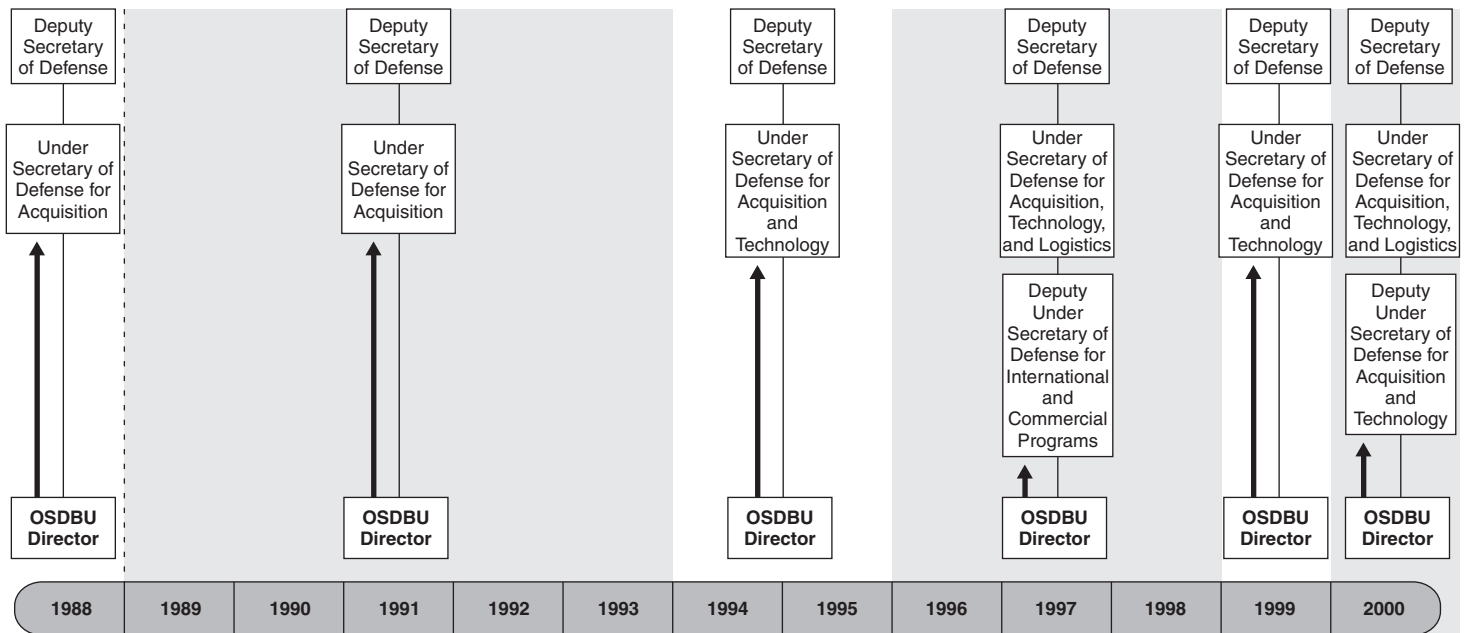 Deputy
Secretary
of Defense
Under
Secretary of
Defense for
Acquisition
OSDBU
Director
Deputy
Secretary
of Defense
Under
Secretary of
Defense for
Acquisition
OSDBU
Director
Deputy
Secretary
of Defense
Under
Secretary of
Defense for
Acquisition
and
Technology
OSDBU
Director
Deputy
Secretary
of Defense
Under
Secretary of
Defense for
Acquisition,
Technology,
and Logistics
Deputy
Under
Secretary of
Defense for
International
and
Commercial
Programs
OSDBU
Director
Deputy
Secretary
of Defense
Under
Secretary of
Defense for
Acquisition
and
Technology
OSDBU
Director
Deputy
Secretary
of Defense
Under
Secretary of
Defense for
Acquisition,
Technology,
and Logistics
Deputy
Under
Secretary of
Defense for
Acquisition
and
Technology
OSDBU
Director
1988 1989 1990 1991 1992 1993 1994 1995 1996 1997 1998 1999 2000